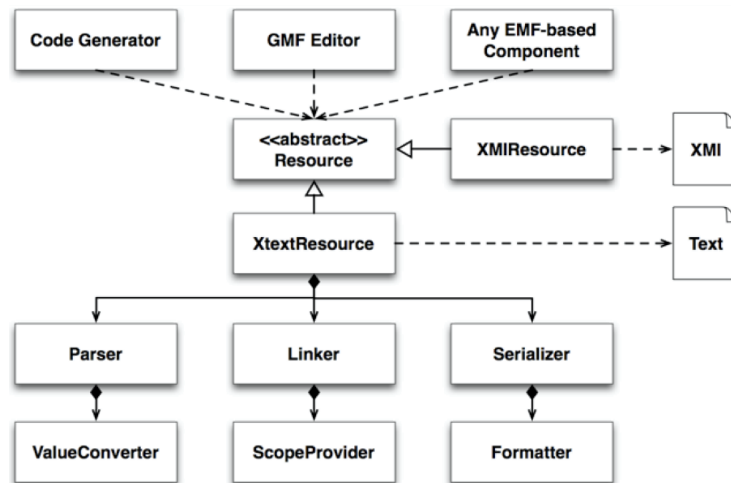 Code Generator
GMF Editor
Any EMF-based
Component
<<abstract>>
Resource
XMIResource
XMI
XtextResource
Text
Parser
Linker
Serializer
ValueConverter
ScopeProvider
Formatter